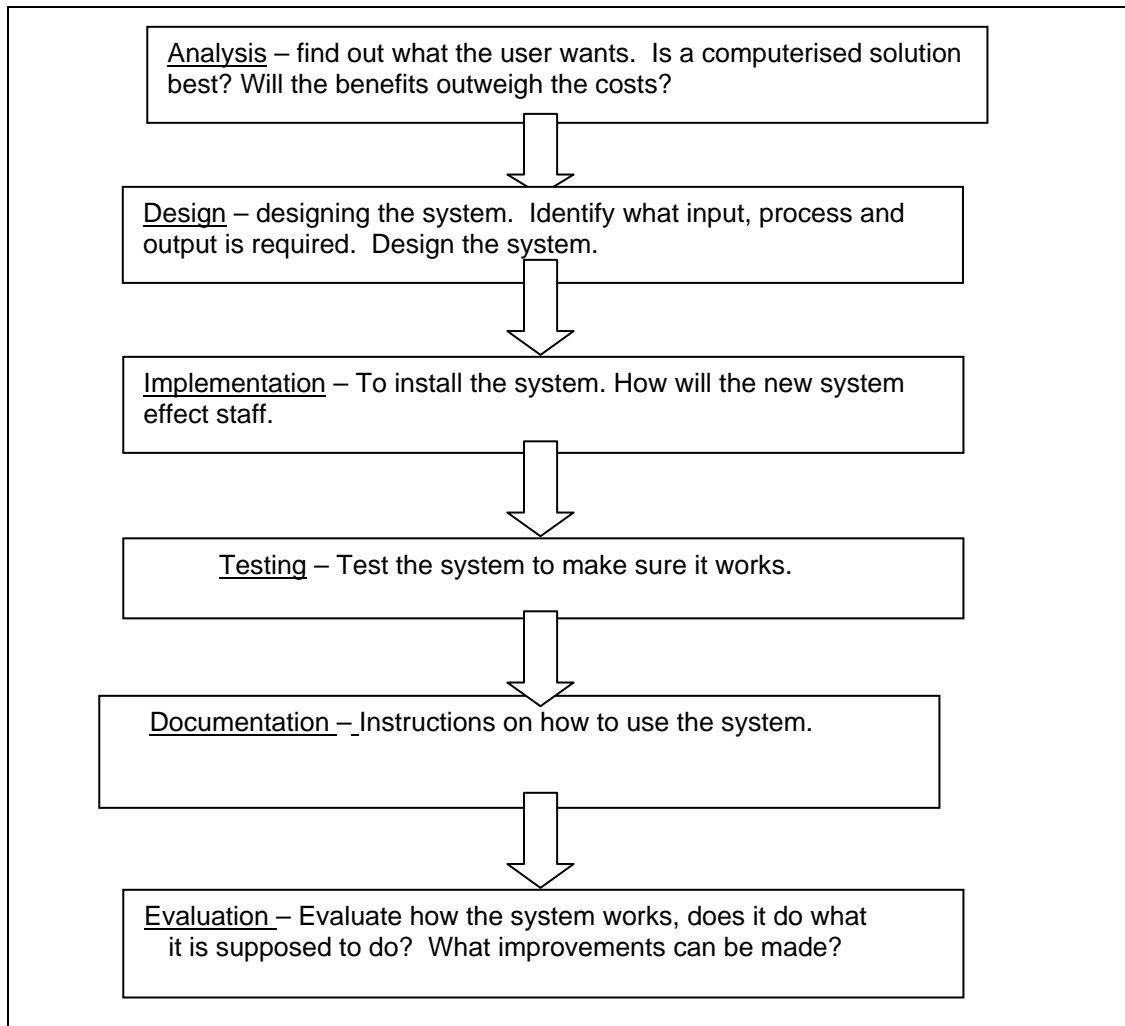 Analysis – find out what the user wants.  Is a computerised solution
best? Will the benefits outweigh the costs?
Design – designing the system.  Identify what input, process and
output is required.  Design the system.
Implementation – To install the system. How will the new system
effect staff.
Testing – Test the system to make sure it works.
Documentation – Instructions on how to use the system.
Evaluation – Evaluate how the system works, does it do what
it is supposed to do?  What improvements can be made?